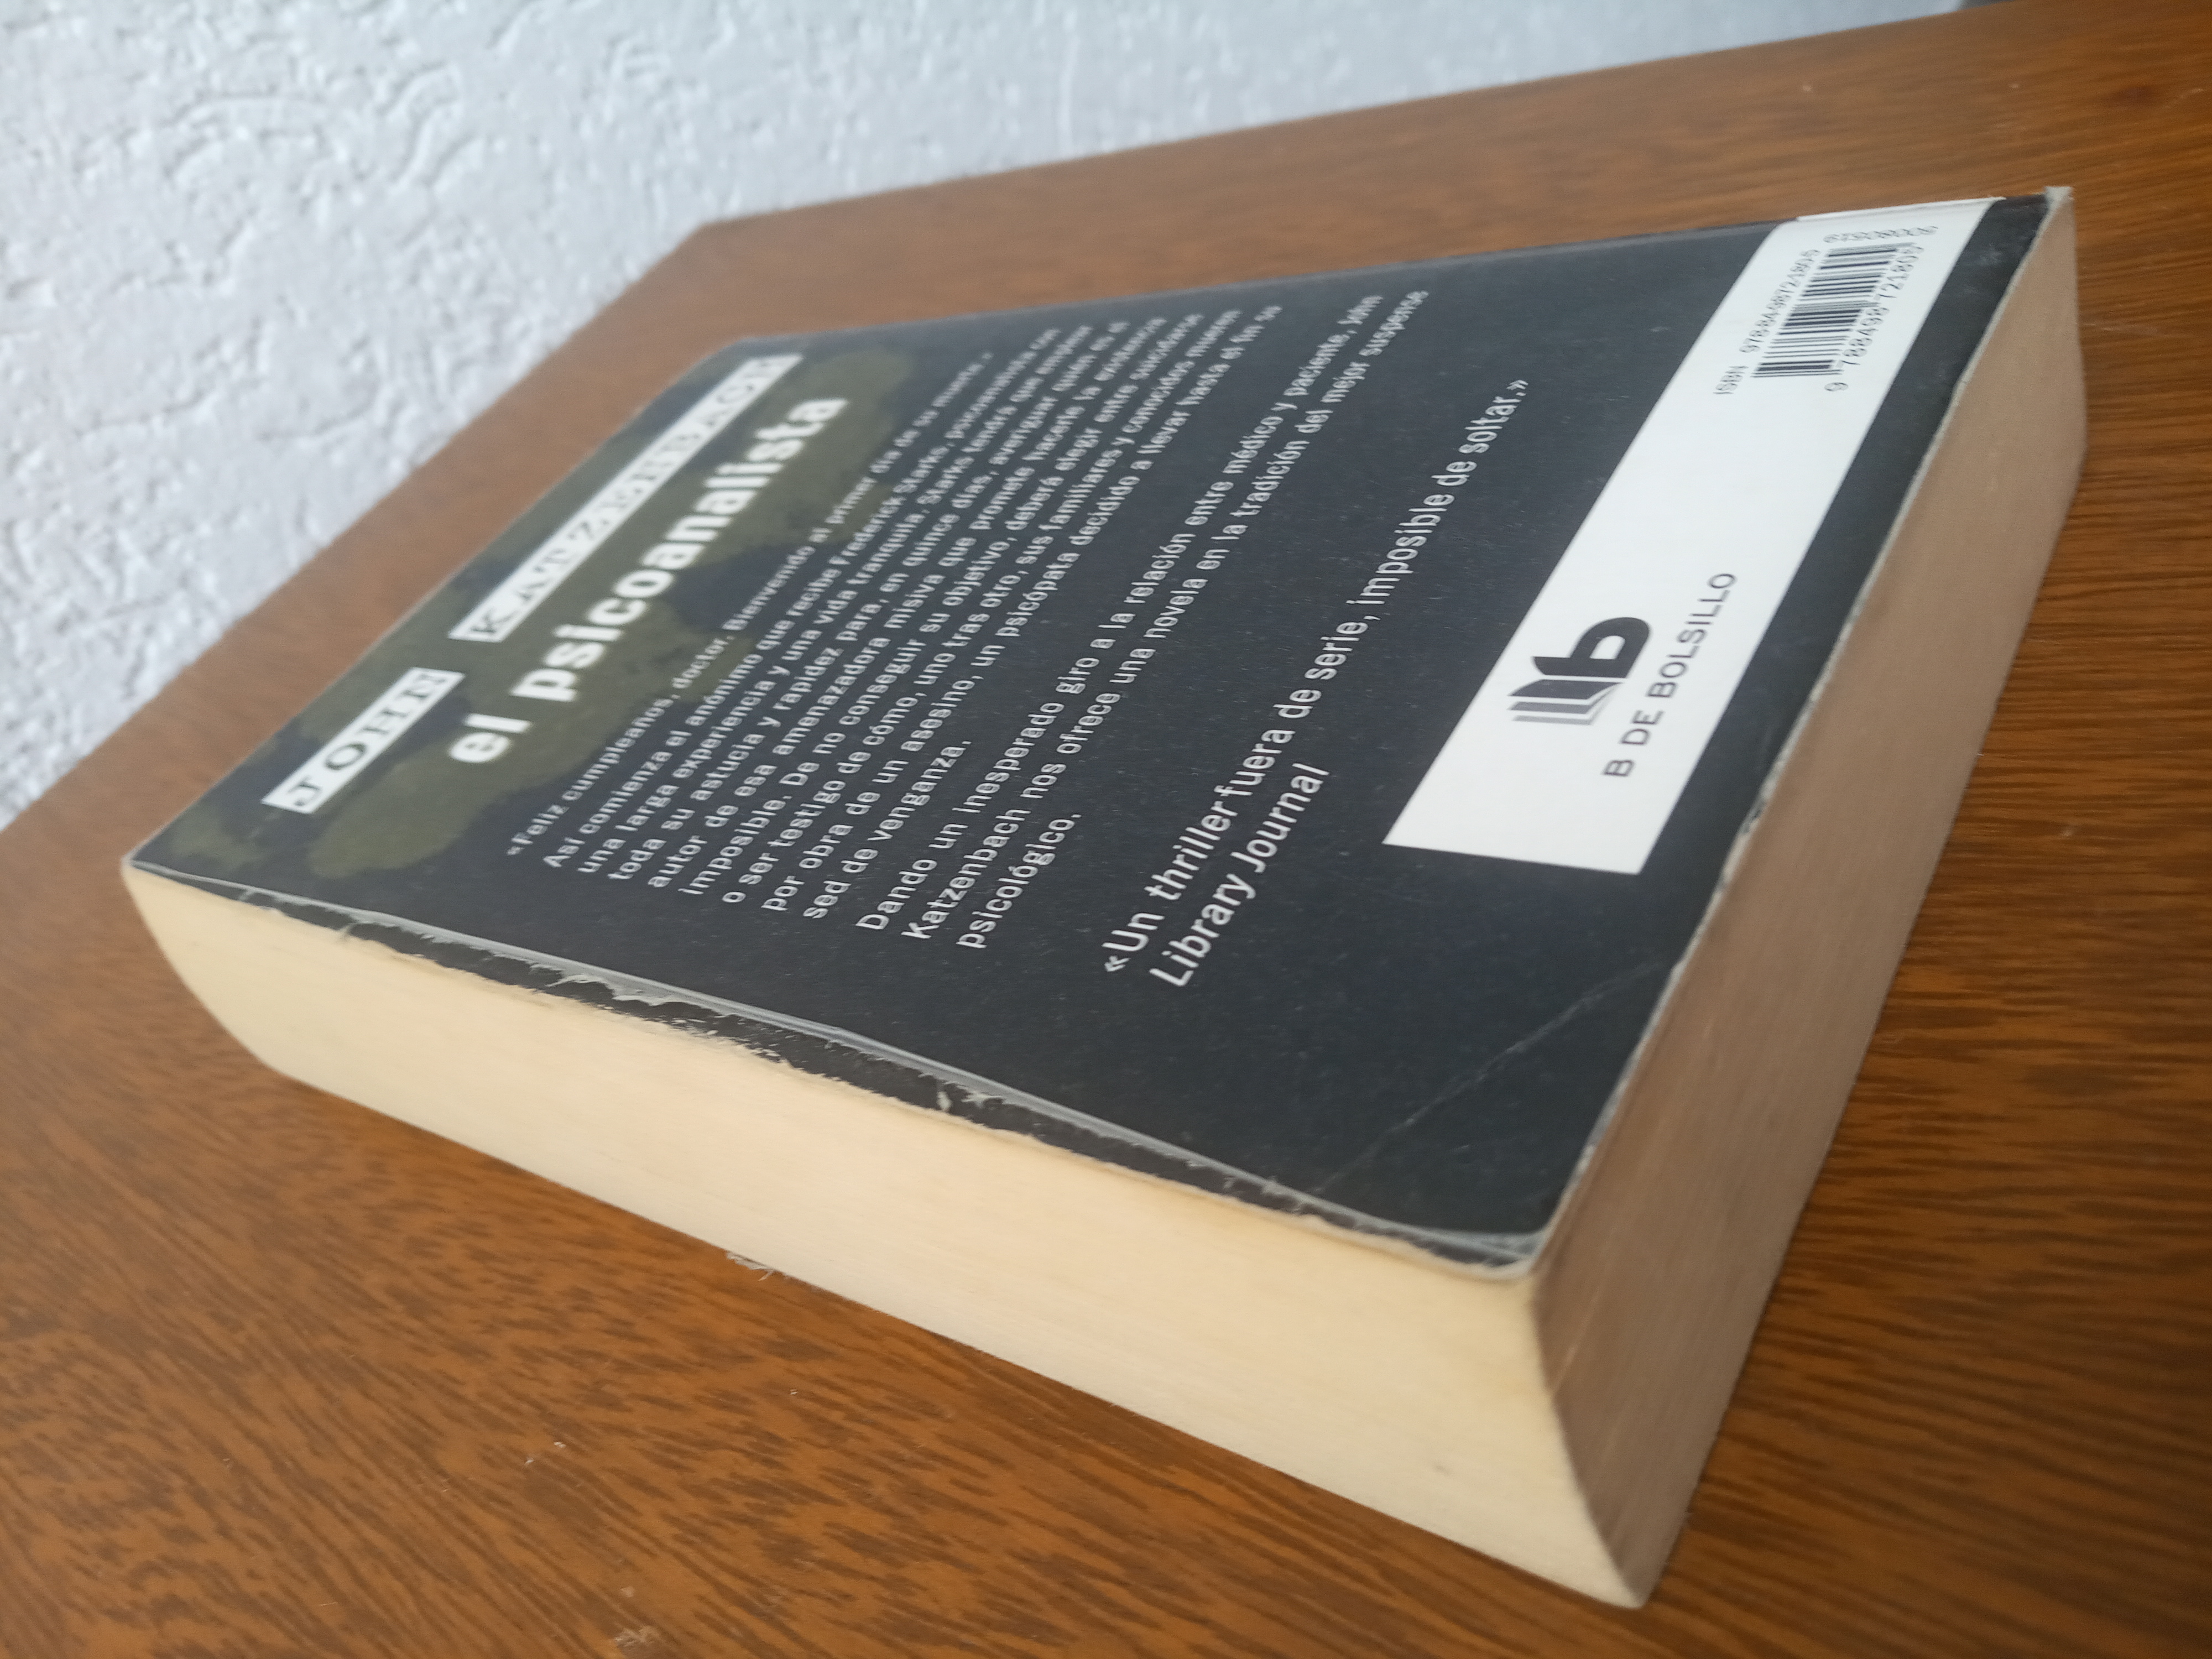 JOHN KATZENBACH
el psicoanalista
«Feliz cumpleaños, doctor. Bienvenido al primer día de su muerte.»
Así comienza el anónimo que recibe Frederick Starks, psicoanalista con
una larga experiencia y una vida tranquila. Starks tendrá que emplear
toda su astucia y rapidez para, en quince días, averiguar quién es el
autor de esa amenazadora misiva que promete hacerle la existencia
imposible. De no conseguir su objetivo, deberá elegir entre suicidarse
o ser testigo de cómo, uno tras otro, sus familiares y conocidos mueren
por obra de un asesino, un psicópata decidido a llevar hasta el fin su
sed de venganza.
Dando un inesperado giro a la relación entre médico y paciente, John
Katzenbach nos ofrece una novela en la tradición del mejor suspense
psicológico.
«Un thriller fuera de serie, imposible de soltar.»
Library Journal
b
B DE BOLSILLO
ISBN 9788498721805
9 788498 721805